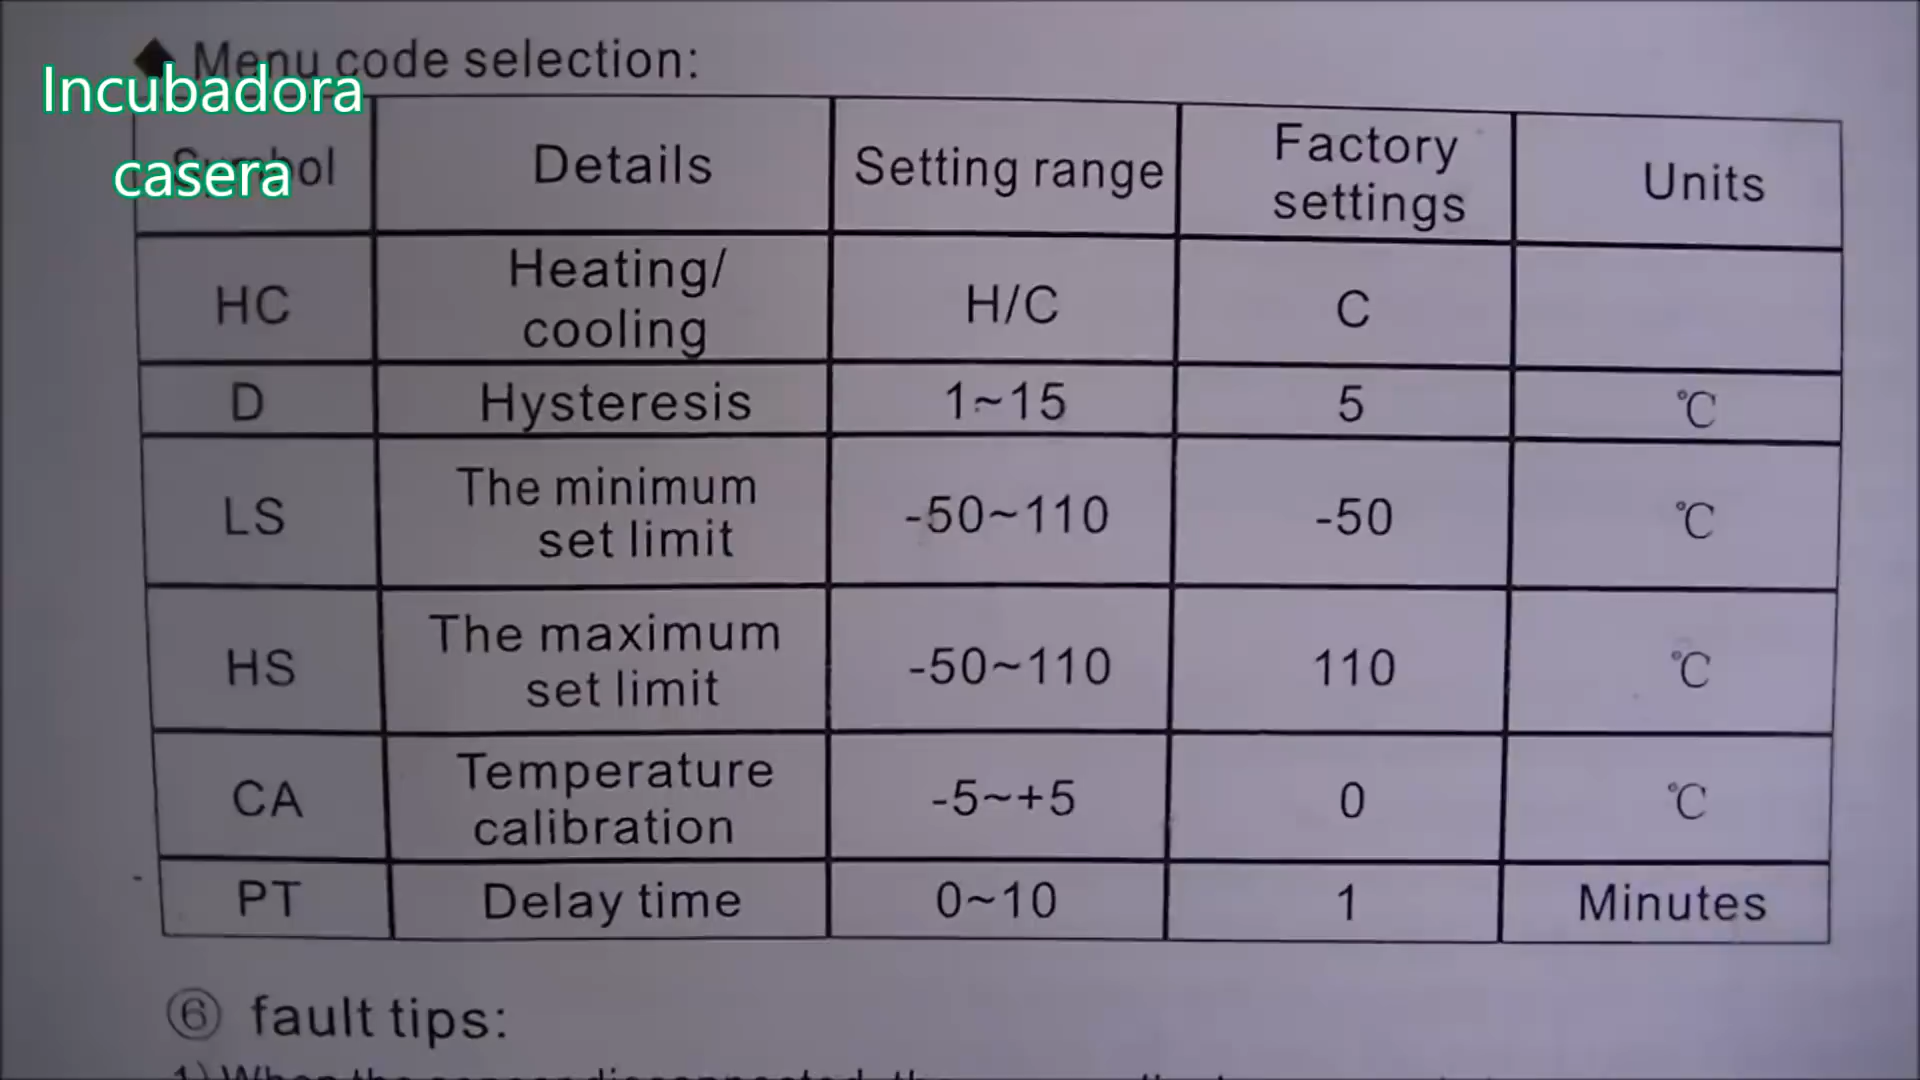 ◆ Menu code selection:
Incubadora
casera
Symbol Details Setting range Factory settings Units
HC Heating/ cooling H/C C
D Hysteresis 1~15 5 ℃
LS The minimum set limit -50~110 -50 ℃
HS The maximum set limit -50~110 110 ℃
CA Temperature calibration -5~+5 0 ℃
PT Delay time 0~10 1 Minutes
⑥ fault tips: